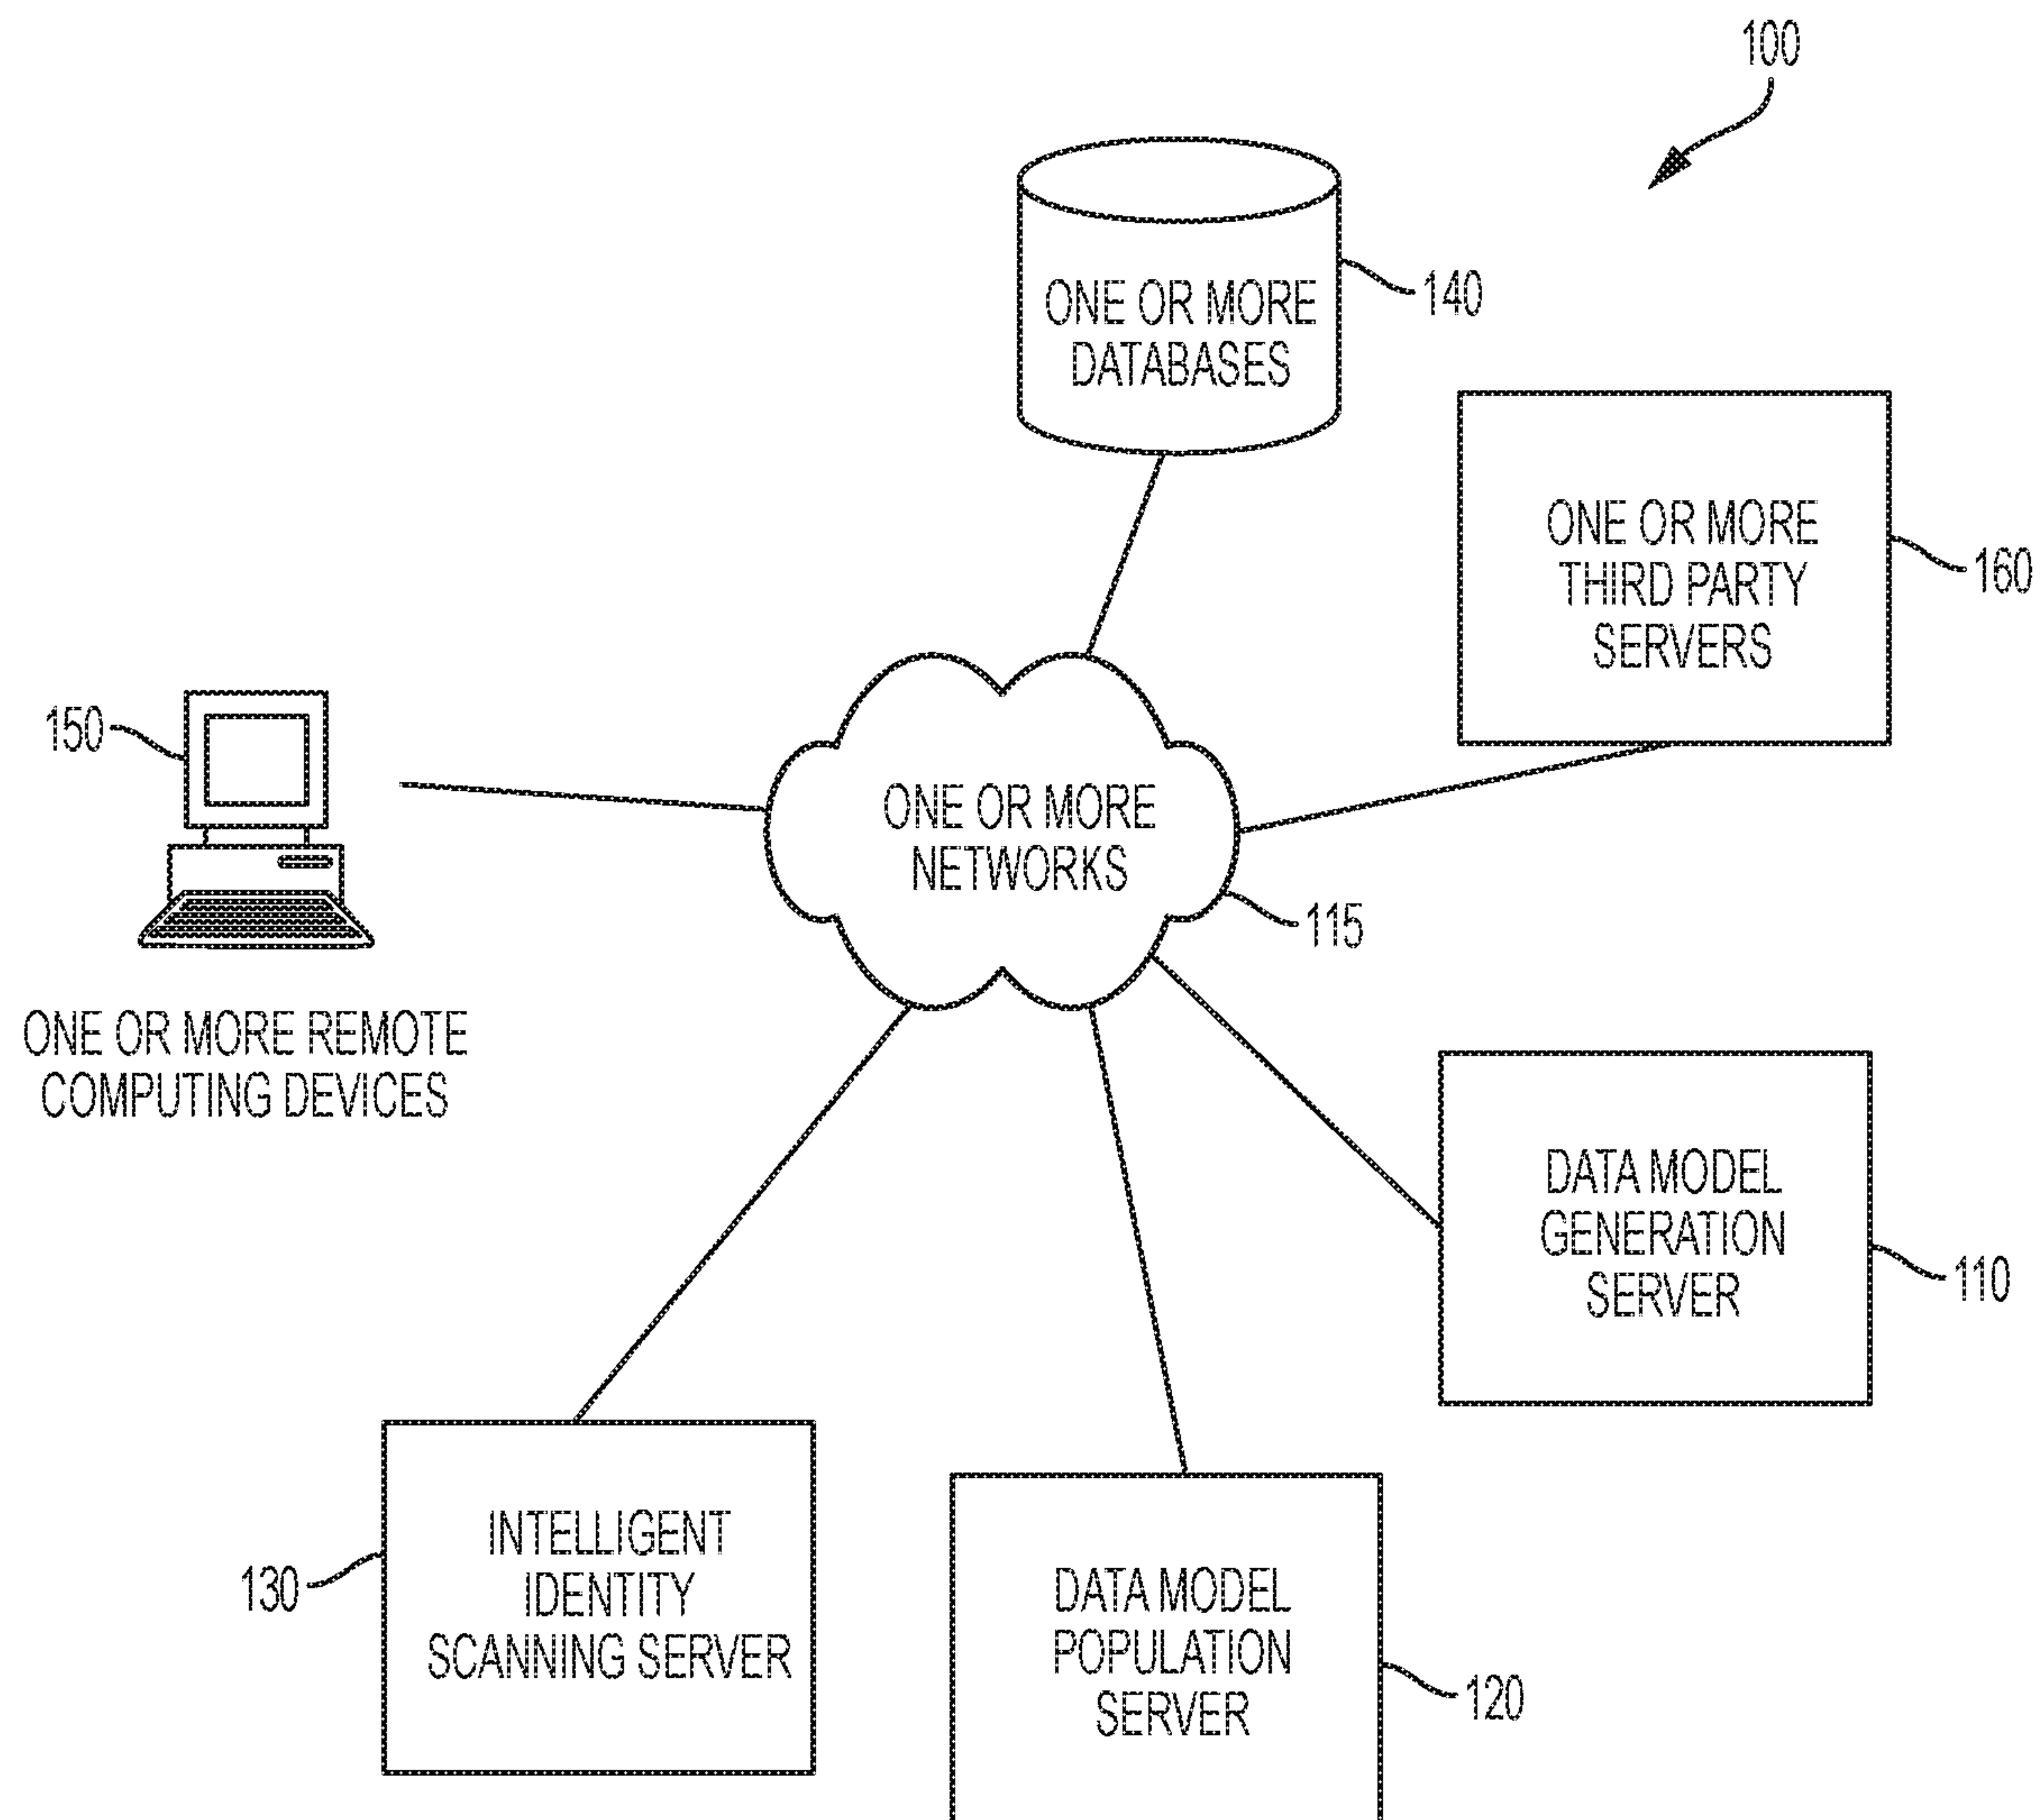 100
ONE OR MORE
DATABASES
140
ONE OR MORE
THIRD PARTY
SERVERS
160
150
ONE OR MORE
NETWORKS
115
ONE OR MORE REMOTE
COMPUTING DEVICES
DATA MODEL
GENERATION
SERVER
110
INTELLIGENT
IDENTITY
SCANNING SERVER
130
DATA MODEL
POPULATION
SERVER
120